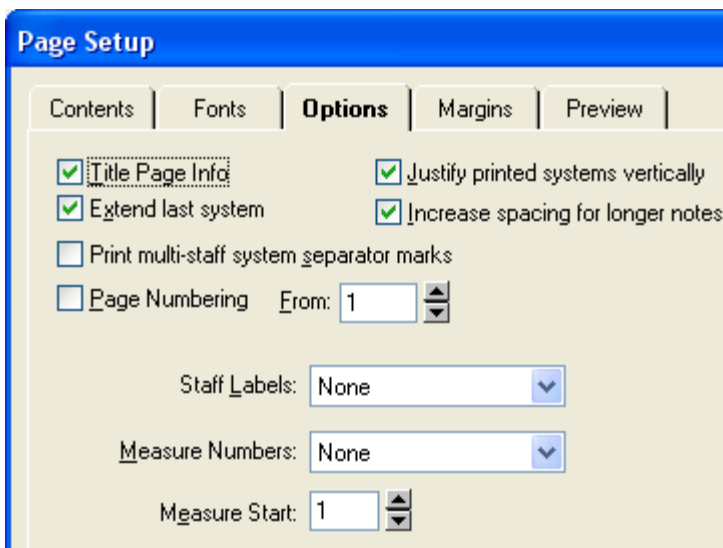 Page Setup
Contents Fonts Options Margins Preview
Title Page Info Justify printed systems vertically
Extend last system Increase spacing for longer notes
Print multi-staff system separator marks
Page Numbering From: 1
Staff Labels: None
Measure Numbers: None
Measure Start: 1